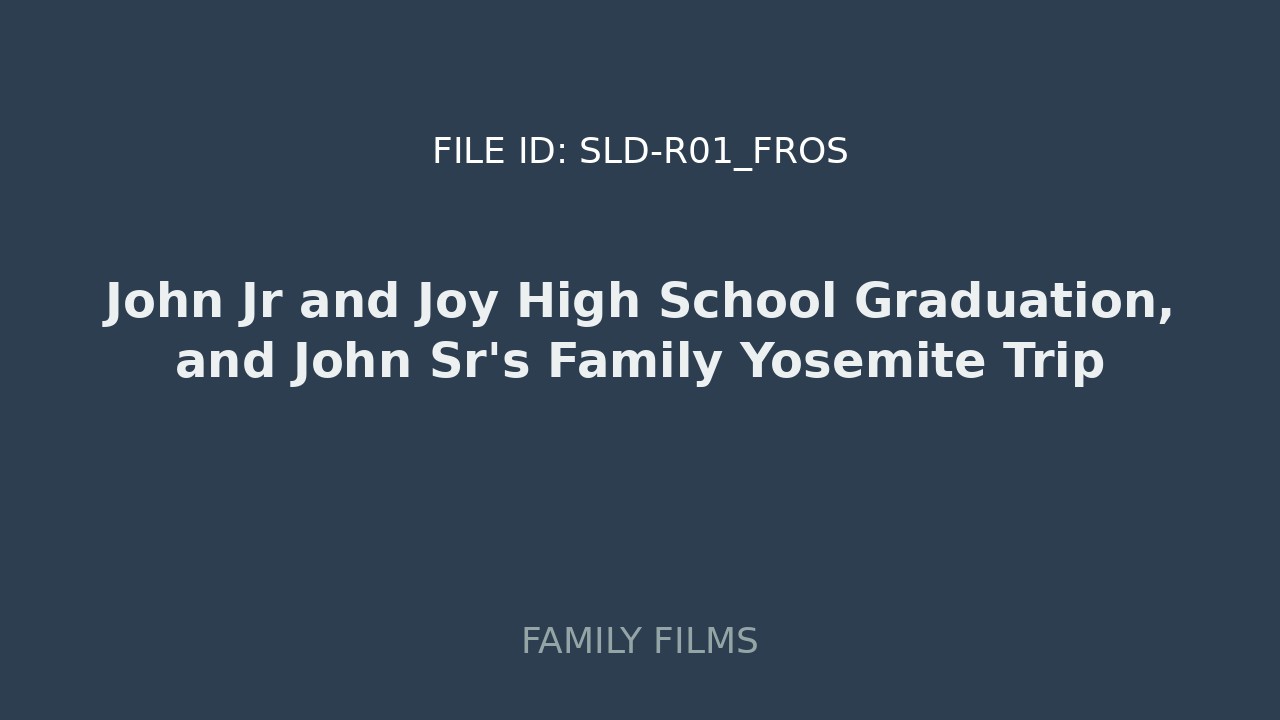 FILE ID: SLD-R01_FROS
John Jr and Joy High School Graduation,
and John Sr's Family Yosemite Trip
FAMILY FILMS